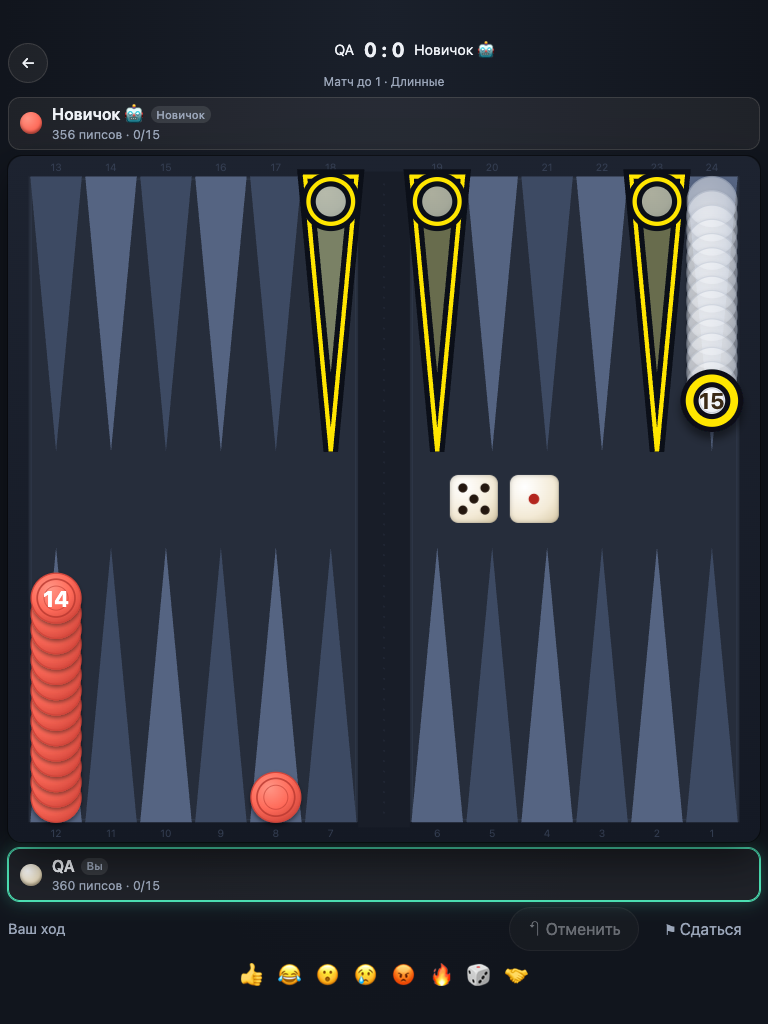 QA 0 : 0 Новичок
Матч до 1 · Длинные
Новичок Новичок
356 пипсов · 0/15
13 14 15 16 17 18 19 20 21 22 23 24
15
14
12 11 10 9 8 7 6 5 4 3 2 1
QA Вы
360 пипсов · 0/15
Ваш ход
Отменить
Сдаться